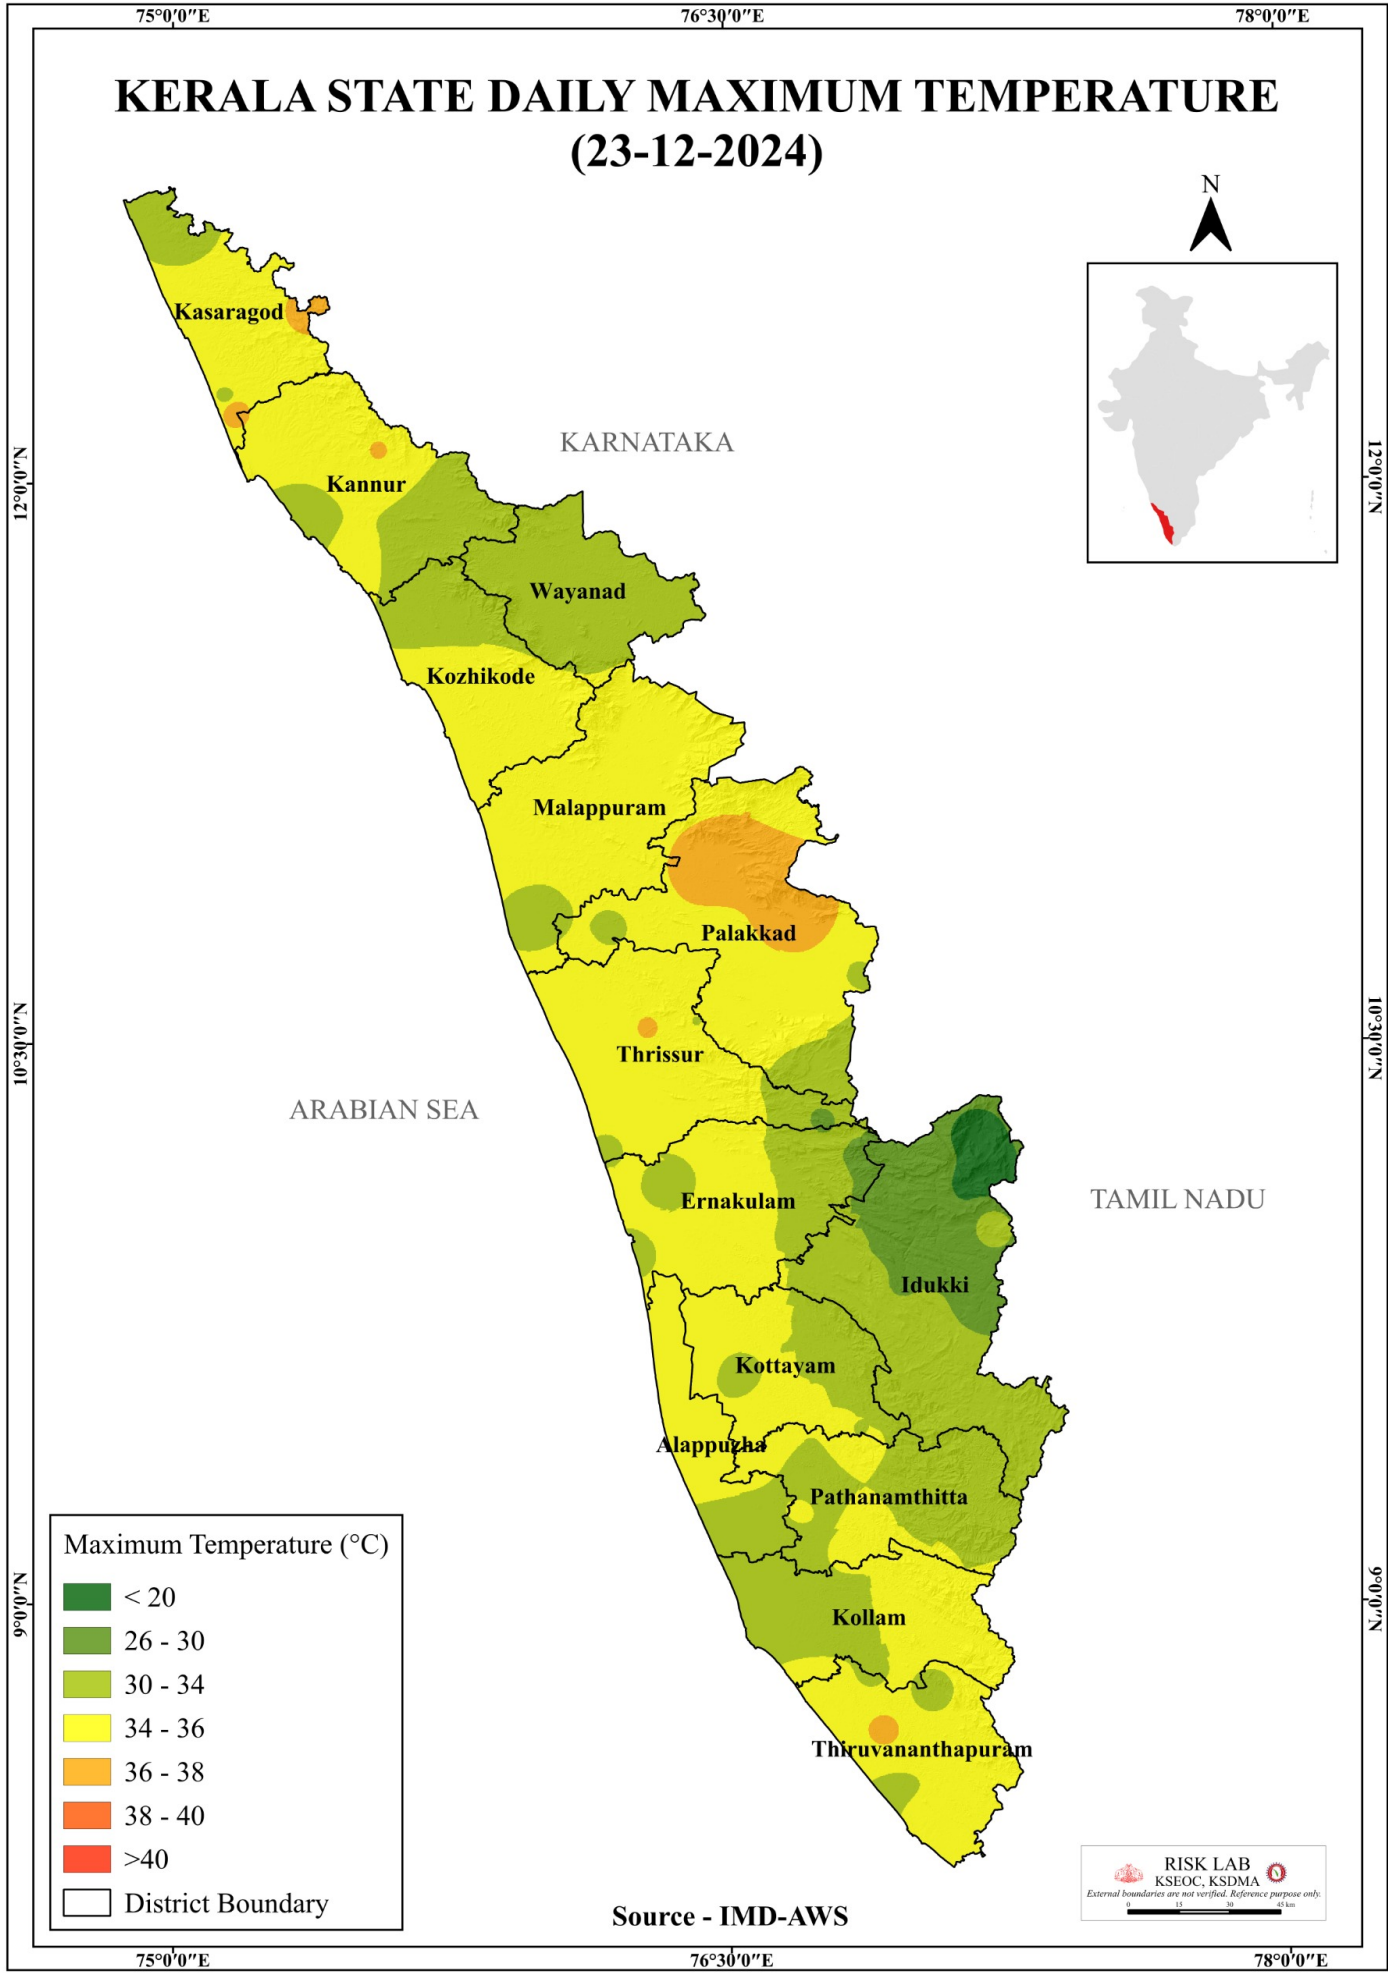 75°0'0"E 76°30'0"E 78°0'0"E
KERALA STATE DAILY MAXIMUM TEMPERATURE
(23-12-2024)
N
Kasaragod
KARNATAKA
12°0'0"N
12°0'0"N
Kannur
Wayanad
Kozhikode
Malappuram
Palakkad
10°30'0"N
10°30'0"N
Thrissur
ARABIAN SEA
TAMIL NADU
Ernakulam
Idukki
Kottayam
Alappuzha
Pathanamthitta
9°0'0"N
9°0'0"N
Kollam
Thiruvananthapuram
Maximum Temperature (°C)
< 20
26 - 30
30 - 34
34 - 36
36 - 38
38 - 40
>40
District Boundary
Source - IMD-AWS
RISK LAB
KSEOC, KSDMA
External boundaries are not verified. Reference purpose only.
0 15 30 45 km
75°0'0"E 76°30'0"E 78°0'0"E